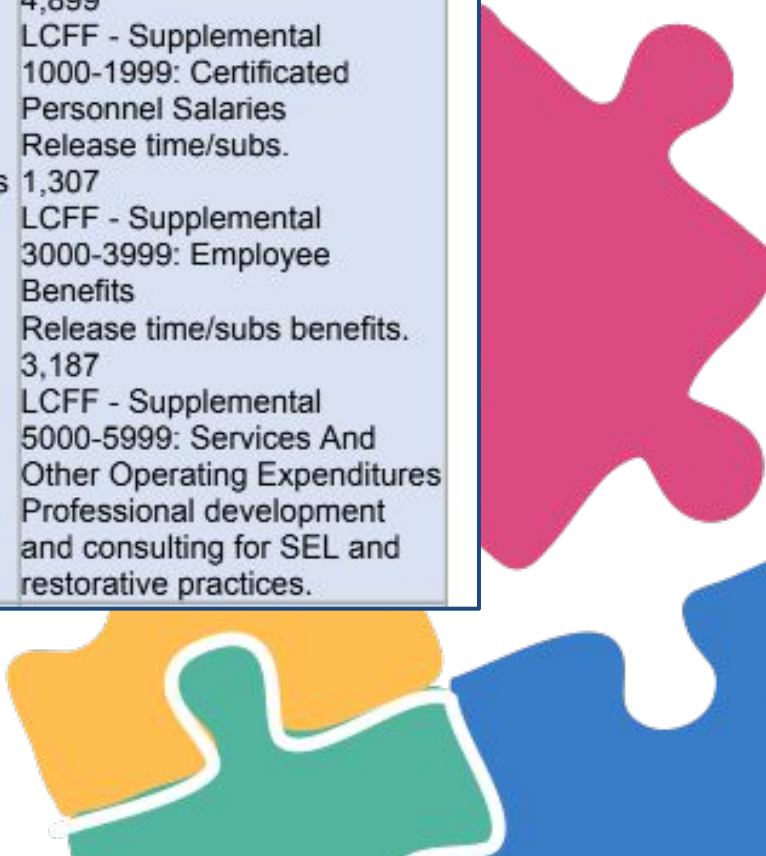 4,899
LCFF - Supplemental
1000-1999: Certificated
Personnel Salaries
Release time/subs.
s 1,307
LCFF - Supplemental
3000-3999: Employee
Benefits
Release time/subs benefits.
3,187
LCFF - Supplemental
5000-5999: Services And
Other Operating Expenditures
Professional development
and consulting for SEL and
restorative practices.